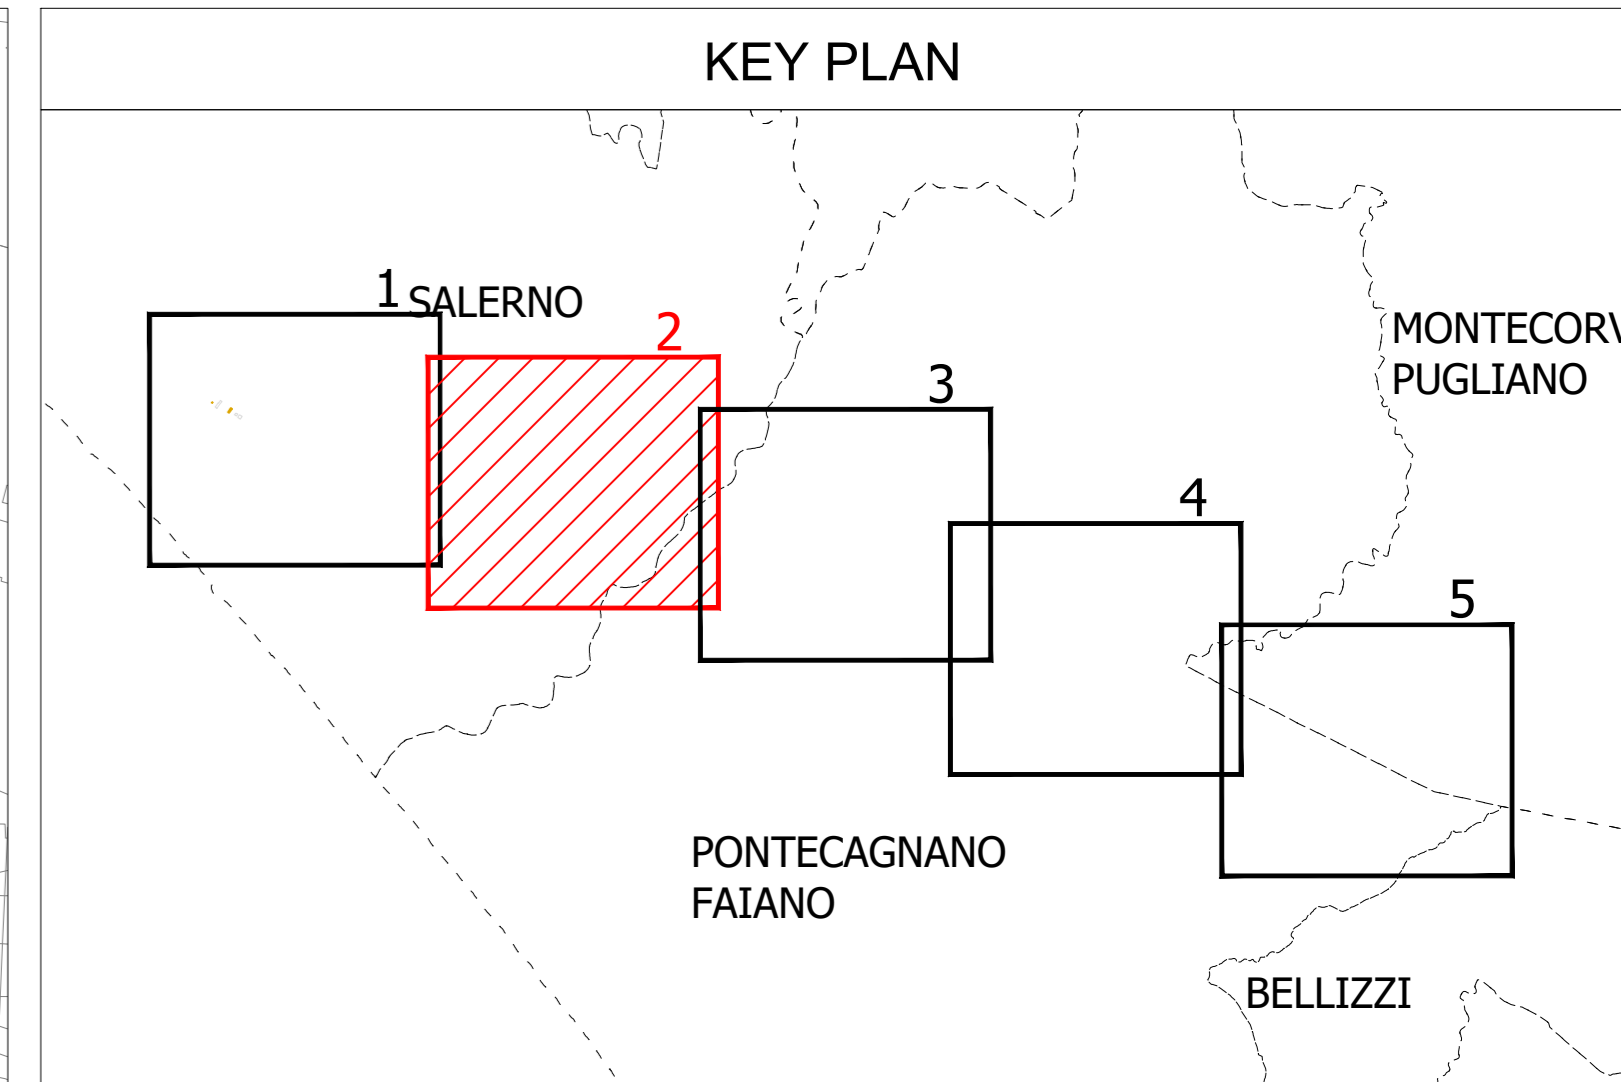 KEY PLAN
1
SALERNO
2
MONTECORV
PUGLIANO
3
4
5
PONTECAGNANO
FAIANO
BELLIZZI